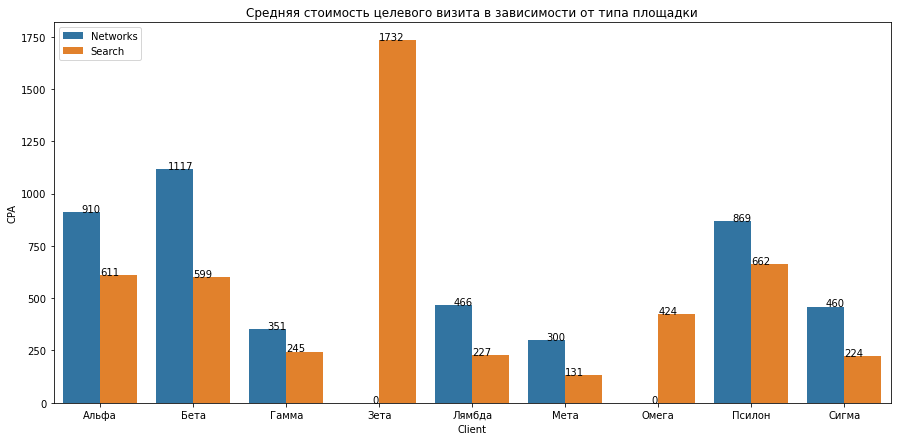 Средняя стоимость целевого визита в зависимости от типа площадки
Networks
Search
CPA
1750
1500
1250
1000
750
500
250
0
910
611
1117
599
351
245
0
1732
466
227
300
131
0
424
869
662
460
224
Альфа
Бета
Гамма
Зета
Лямбда
Мета
Омега
Псилон
Сигма
Client